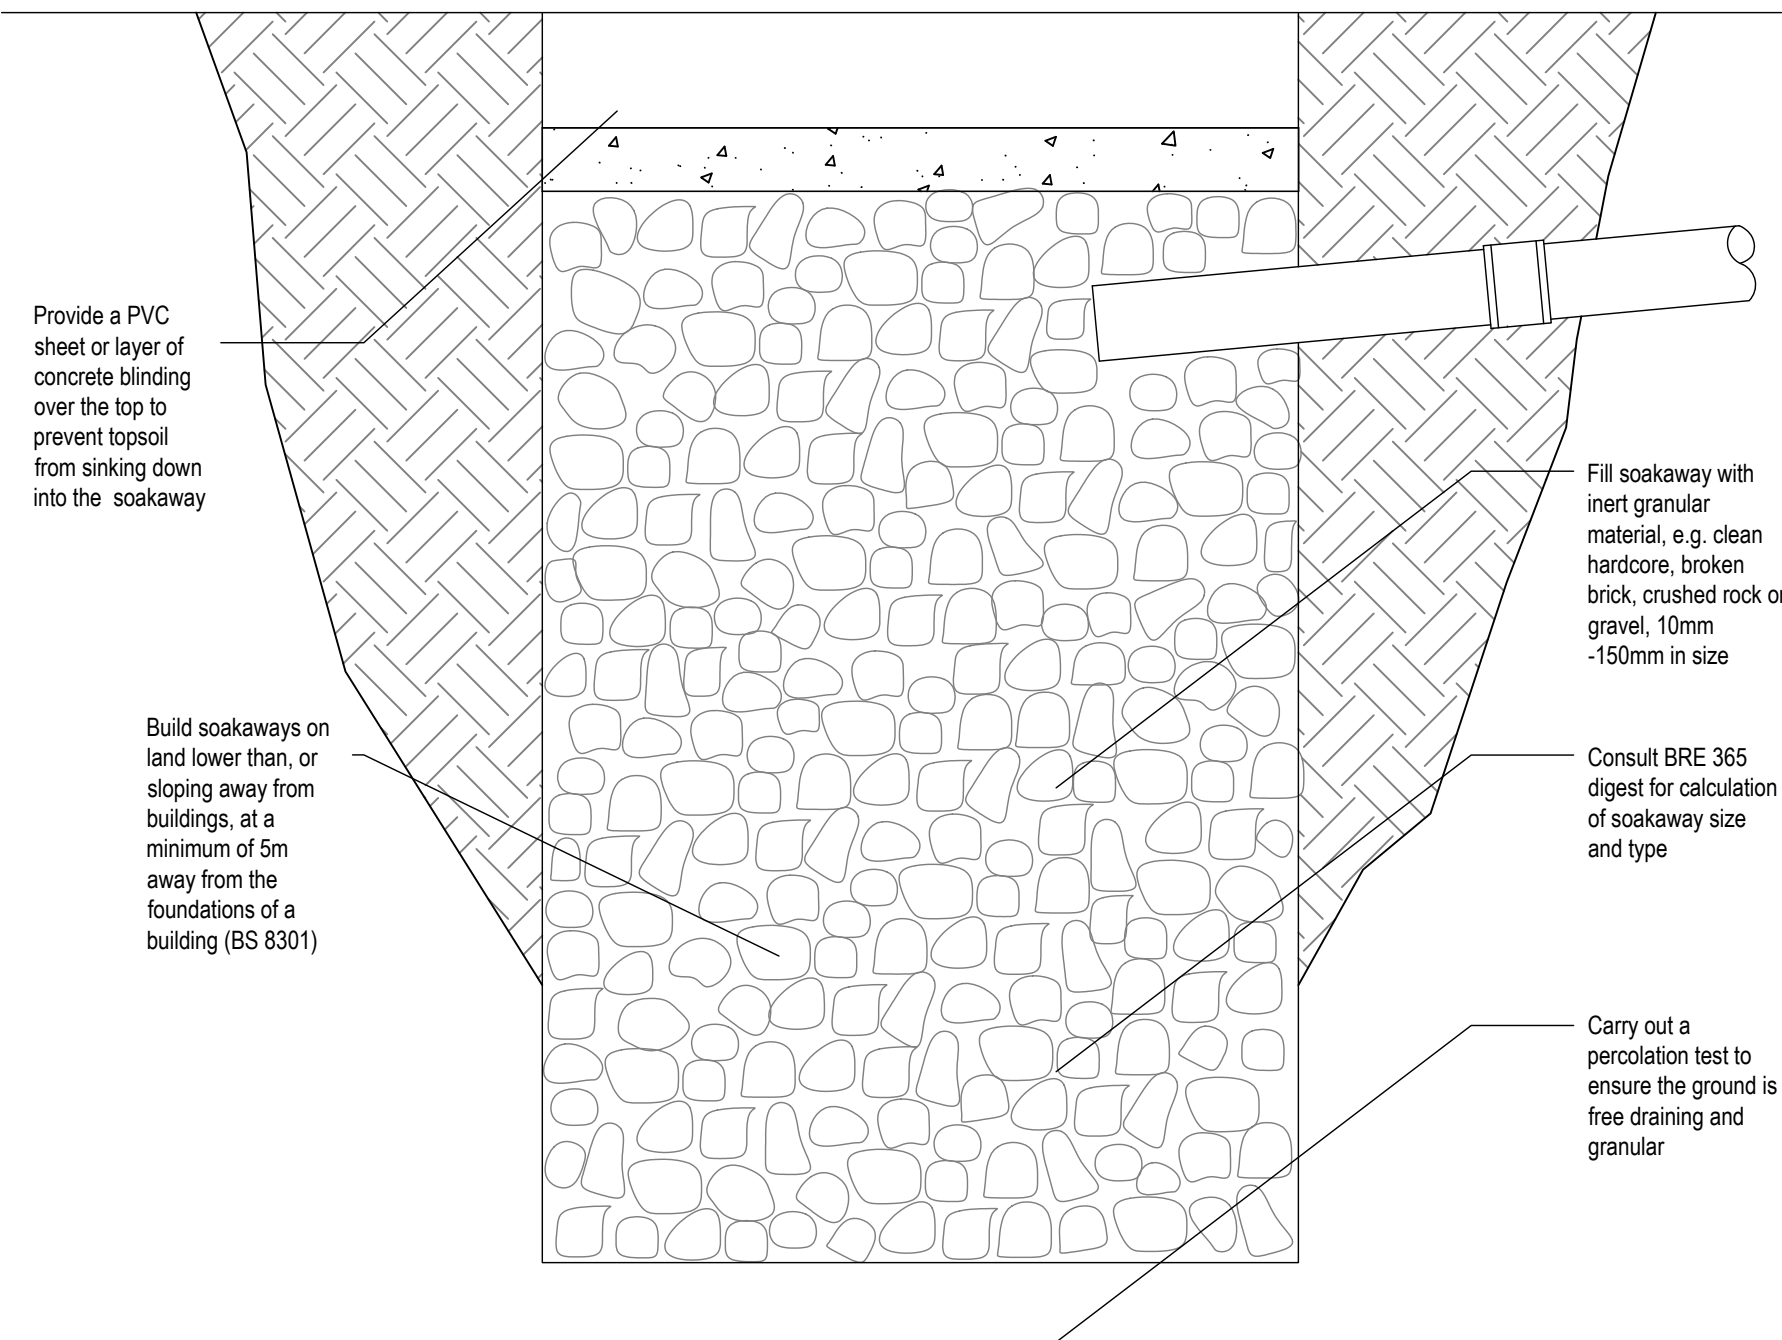 Provide a PVC
sheet or layer of
concrete blinding
over the top to
prevent topsoil
from sinking down
into the  soakaway
Build soakaways on
land lower than, or
sloping away from
buildings, at a
minimum of 5m
away from the
foundations of a
building (BS 8301)
Fill soakaway with
inert granular
material, e.g. clean
hardcore, broken
brick, crushed rock or
gravel, 10mm
-150mm in size
Consult BRE 365
digest for calculation
of soakaway size
and type
Carry out a
percolation test to
ensure the ground is
free draining and
granular